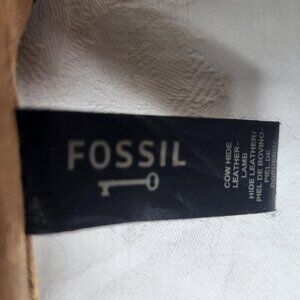 FOSSIL
COW HIDE
LEATHER-
LAMB
HIDE LEATHER/
PIEL DE BOVINO-
PIEL DE